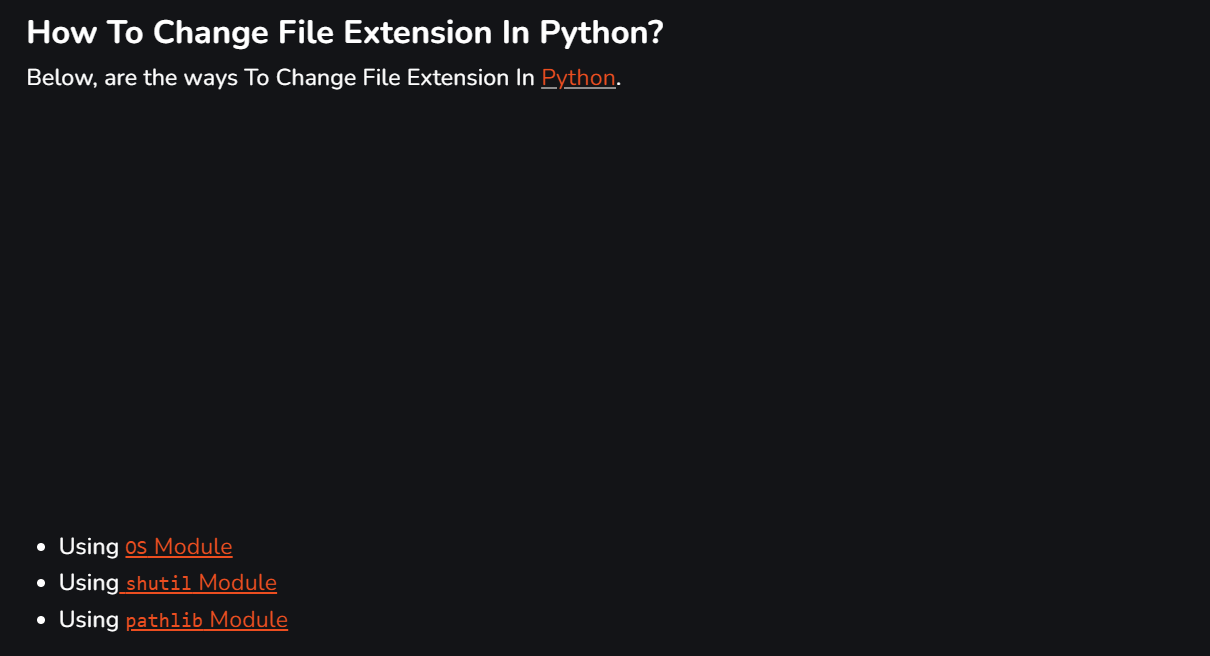 How To Change File Extension In Python?
Below, are the ways To Change File Extension In Python.
Using OS Module
Using shutil Module
Using pathlib Module